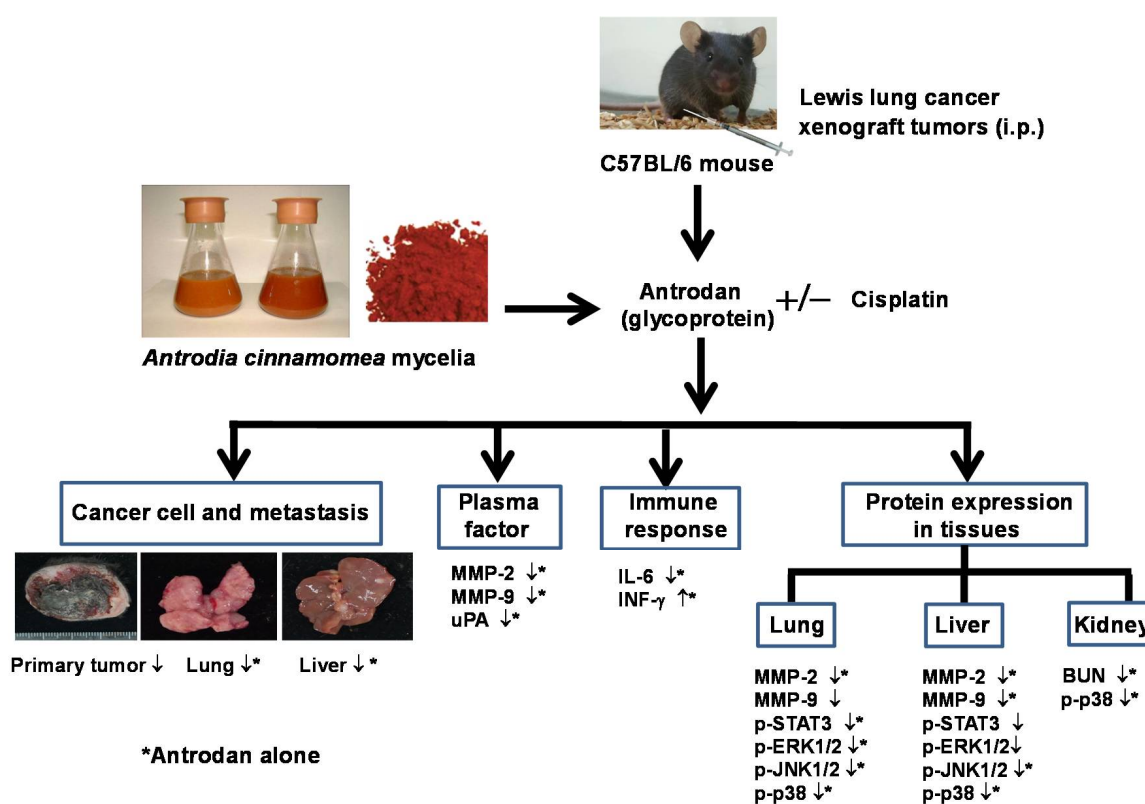 Lewis lung cancer
xenograft tumors (i.p.)
C57BL/6 mouse
Antrodia cinnamomea mycelia
Antrodan
(glycoprotein)
+/−
Cisplatin
Cancer cell and metastasis
Primary tumor ↓
Lung ↓*
Liver ↓*
Plasma
factor
MMP-2 ↓*
MMP-9 ↓*
uPA ↓*
Immune
response
IL-6 ↓*
INF-γ ↑*
Protein expression
in tissues
Lung
MMP-2 ↓*
MMP-9 ↓
p-STAT3 ↓*
p-ERK1/2 ↓*
p-JNK1/2 ↓*
p-p38 ↓*
Liver
MMP-2 ↓*
MMP-9 ↓*
p-STAT3 ↓
p-ERK1/2↓
p-JNK1/2 ↓*
p-p38 ↓*
Kidney
BUN ↓*
p-p38 ↓*
*Antrodan alone